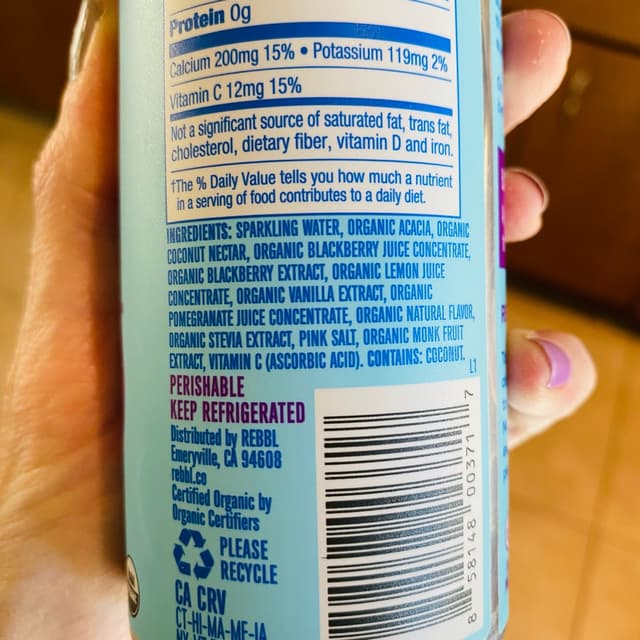 Protein 0g
Calcium 200mg 15% • Potassium 119mg 2%
Vitamin C 12mg 15%
Not a significant source of saturated fat, trans fat,
cholesterol, dietary fiber, vitamin D and iron.
†The % Daily Value tells you how much a nutrient
in a serving of food contributes to a daily diet.
INGREDIENTS: SPARKLING WATER, ORGANIC ACACIA, ORGANIC
COCONUT NECTAR, ORGANIC BLACKBERRY JUICE CONCENTRATE,
ORGANIC BLACKBERRY EXTRACT, ORGANIC LEMON JUICE
CONCENTRATE, ORGANIC VANILLA EXTRACT, ORGANIC
POMEGRANATE JUICE CONCENTRATE, ORGANIC NATURAL FLAVOR,
ORGANIC STEVIA EXTRACT, PINK SALT, ORGANIC MONK FRUIT
EXTRACT, VITAMIN C (ASCORBIC ACID). CONTAINS: COCONUT.
L1
PERISHABLE
KEEP REFRIGERATED
Distributed by REBBL
Emeryville, CA 94608
rebbl.co
Certified Organic by
Organic Certifiers
PLEASE
RECYCLE
CA CRV
CT-HI-MA-ME-IA
8 58148 00371 7